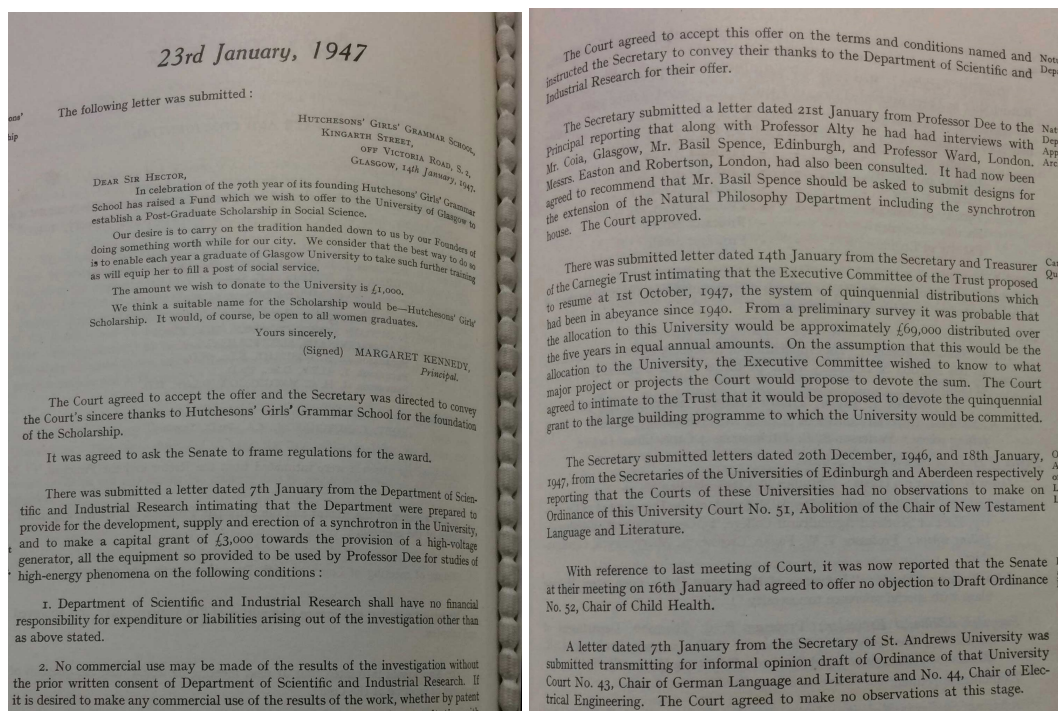 23rd January, 1947
The following letter was submitted :
HUTCHESONS' GIRLS' GRAMMAR SCHOOL,
KINGARTH STREET,
OFF VICTORIA ROAD, S.2,
GLASGOW, 14th January, 1947.
DEAR SIR HECTOR,
In celebration of the 70th year of its founding Hutchesons' Girls' Grammar
School has raised a Fund which we wish to offer to the University of Glasgow to
establish a Post-Graduate Scholarship in Social Science.
Our desire is to carry on the tradition handed down to us by our Founders of
doing something worth while for our city. We consider that the best way to do so
is to enable each year a graduate of Glasgow University to take such further training
as will equip her to fill a post of social service.
The amount we wish to donate to the University is £1,000.
We think a suitable name for the Scholarship would be—Hutchesons' Girls'
Scholarship. It would, of course, be open to all women graduates.
Yours sincerely,
(Signed) MARGARET KENNEDY,
Principal.
The Court agreed to accept the offer and the Secretary was directed to convey
the Court's sincere thanks to Hutchesons' Girls' Grammar School for the foundation
of the Scholarship.
It was agreed to ask the Senate to frame regulations for the award.
There was submitted a letter dated 7th January from the Department of Scien-
tific and Industrial Research intimating that the Department were prepared to
provide for the development, supply and erection of a synchrotron in the University,
and to make a capital grant of £3,000 towards the provision of a high-voltage
generator, all the equipment so provided to be used by Professor Dee for studies of
high-energy phenomena on the following conditions :
1. Department of Scientific and Industrial Research shall have no financial
responsibility for expenditure or liabilities arising out of the investigation other than
as above stated.
2. No commercial use may be made of the results of the investigation without
the prior written consent of Department of Scientific and Industrial Research. If
it is desired to make any commercial use of the results of the work, whether by patent
The Court agreed to accept this offer on the terms and conditions named and
instructed the Secretary to convey their thanks to the Department of Scientific and
Industrial Research for their offer.
The Secretary submitted a letter dated 21st January from Professor Dee to the
Principal reporting that along with Professor Alty he had had interviews with
Mr. Coia, Glasgow, Mr. Basil Spence, Edinburgh, and Professor Ward, London.
Messrs. Easton and Robertson, London, had also been consulted. It had now been
agreed to recommend that Mr. Basil Spence should be asked to submit designs for
the extension of the Natural Philosophy Department including the synchrotron
house. The Court approved.
There was submitted letter dated 14th January from the Secretary and Treasurer
of the Carnegie Trust intimating that the Executive Committee of the Trust proposed
to resume at 1st October, 1947, the system of quinquennial distributions which
had been in abeyance since 1940. From a preliminary survey it was probable that
the allocation to this University would be approximately £69,000 distributed over
the five years in equal annual amounts. On the assumption that this would be the
allocation to the University, the Executive Committee wished to know to what
major project or projects the Court would propose to devote the sum. The Court
agreed to intimate to the Trust that it would be proposed to devote the quinquennial
grant to the large building programme to which the University would be committed.
The Secretary submitted letters dated 20th December, 1946, and 18th January,
1947, from the Secretaries of the Universities of Edinburgh and Aberdeen respectively
reporting that the Courts of these Universities had no observations to make on
Ordinance of this University Court No. 51, Abolition of the Chair of New Testament
Language and Literature.
With reference to last meeting of Court, it was now reported that the Senate
at their meeting on 16th January had agreed to offer no objection to Draft Ordinance
No. 52, Chair of Child Health.
A letter dated 7th January from the Secretary of St. Andrews University was
submitted transmitting for informal opinion draft of Ordinance of that University
Court No. 43, Chair of German Language and Literature and No. 44, Chair of Elec-
trical Engineering. The Court agreed to make no observations at this stage.